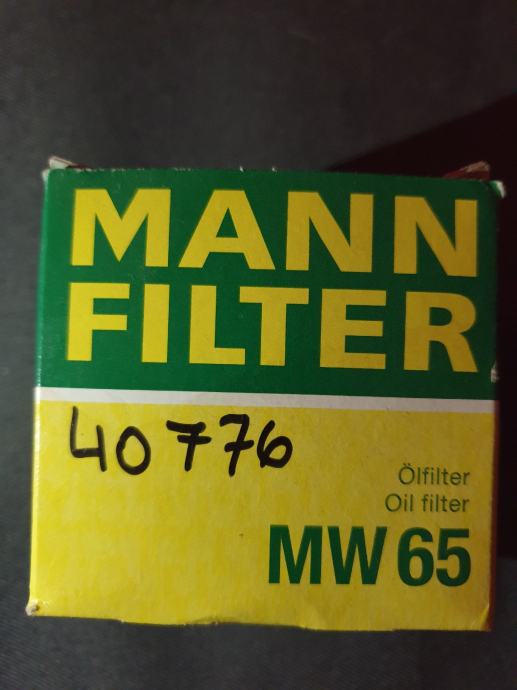 MANN
FILTER
40776
Ölfilter
Oil filter
MW 65